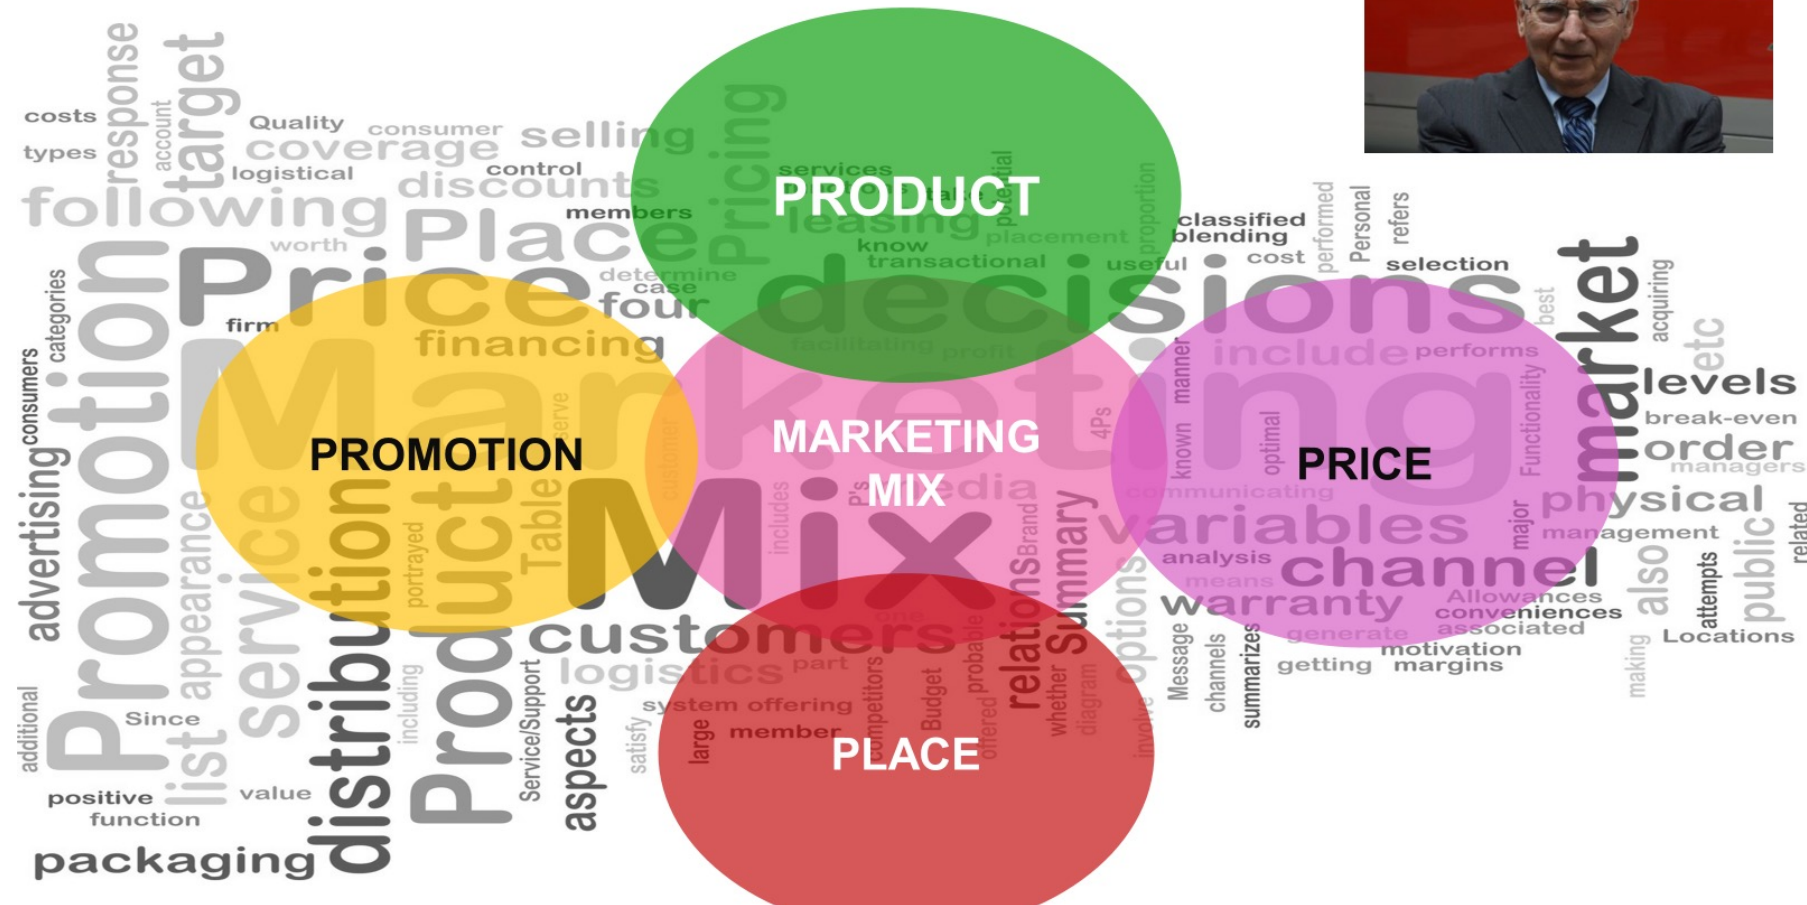 PRODUCT
PROMOTION
MARKETING
MIX
PRICE
PLACE
costs
response
account
target
Quality
consumer
selling
types
coverage
logistical
control
discounts
following
members
Place
worth
Pricing
services
take
potential
leasing
know
placement
transactional
proportion
useful
classified
blending
performed
Personal
refers
cost
selection
market
acquiring
best
etc
Promotion
categories
Price
determine
case
four
decisions
firm
financing
facilitating profit
include
performs
manner
levels
break-even
order
managers
consumers
Marketing
serve
customer
4Ps
known
optimal
Functionality
advertising
appearance
service
distribution
portrayed
Product
Table
Mix
includes
P's
media
Brand
relations
Summary
communicating
variables
major
physical
management
analysis
means
channel
warranty
Allowances
conveniences
associated
generate
motivation
getting
margins
also
attempts
public
related
Locations
making
options
customers
one
logistics
part
probable
Message
channels
summarizes
additional
Since
list
including
Service/Support
aspects
satisfy
system offering
large
member
competitors
Budget
offered
whether
diagram
involve
positive
value
function
packaging